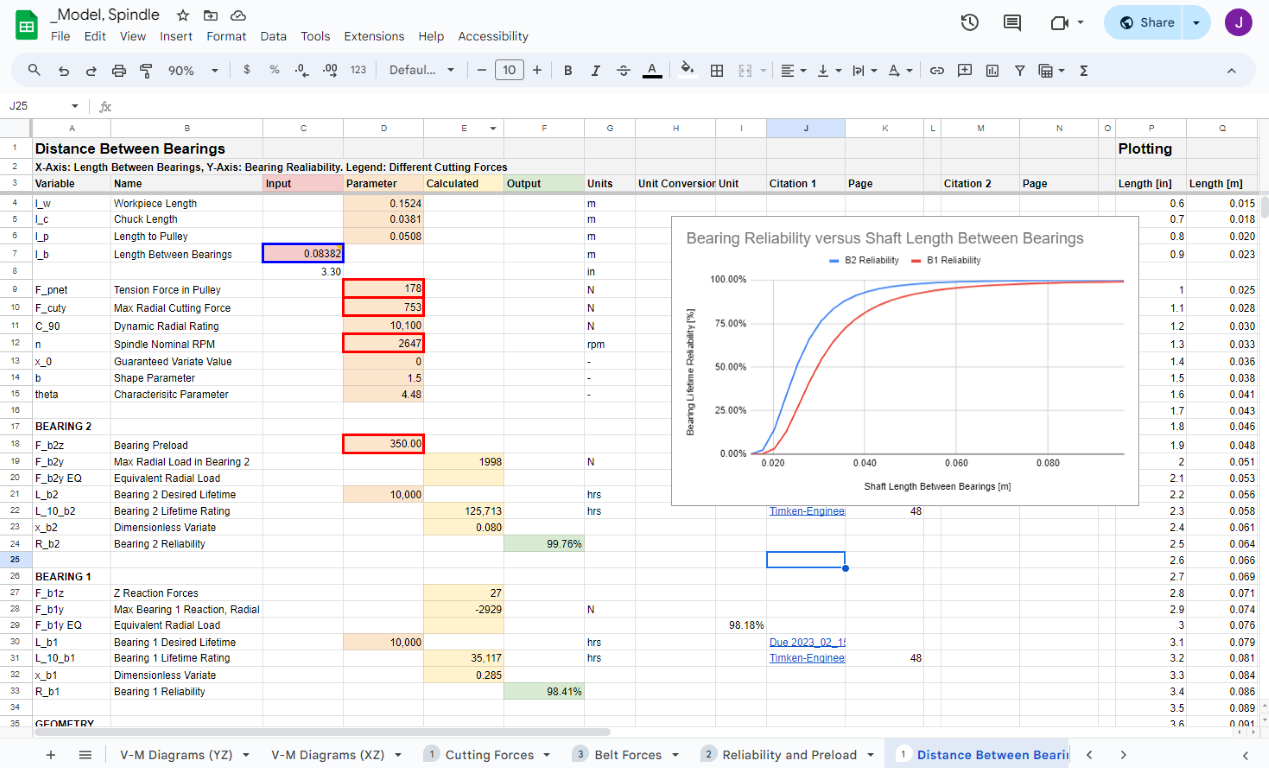 _Model, Spindle
File Edit View Insert Format Data Tools Extensions Help Accessibility
Share
J
90% $ % .0 .00 123 Defaul... 10 B I A
J25 fx
A B C D E F G H I J K L M N O P Q
1 Distance Between Bearings Plotting
2 X-Axis: Length Between Bearings, Y-Axis: Bearing Realiability. Legend: Different Cutting Forces
3 Variable Name Input Parameter Calculated Output Units Unit Conversior Unit Citation 1 Page Citation 2 Page Length [in] Length [m]
4 l_w Workpiece Length 0.1524 m 0.6 0.015
5 l_c Chuck Length 0.0381 m 0.7 0.018
6 l_p Length to Pulley 0.0508 m 0.8 0.020
7 l_b Length Between Bearings 0.08382 m 0.9 0.023
8 3.30 in
9 F_pnet Tension Force in Pulley 178 N 1 0.025
10 F_cuty Max Radial Cutting Force 753 N 1.1 0.028
11 C_90 Dynamic Radial Rating 10,100 N 1.2 0.030
12 n Spindle Nominal RPM 2647 rpm 1.3 0.033
13 x_0 Guaranteed Variate Value 0 - 1.4 0.036
14 b Shape Parameter 1.5 - 1.5 0.038
15 theta Characterisitc Parameter 4.48 - 1.6 0.041
16 1.7 0.043
17 BEARING 2 1.8 0.046
18 F_b2z Bearing Preload 350.00 1.9 0.048
19 F_b2y Max Radial Load in Bearing 2 1998 N 2 0.051
20 F_b2y EQ Equivalent Radial Load 2.1 0.053
21 L_b2 Bearing 2 Desired Lifetime 10,000 hrs 2.2 0.056
22 L_10_b2 Bearing 2 Lifetime Rating 125,713 hrs Timken-Enginee 48 2.3 0.058
23 x_b2 Dimensionless Variate 0.080 2.4 0.061
24 R_b2 Bearing 2 Reliability 99.76% 2.5 0.064
25 2.6 0.066
26 BEARING 1 2.7 0.069
27 F_b1z Z Reaction Forces 27 2.8 0.071
28 F_b1y Max Bearing 1 Reaction, Radial -2929 N 2.9 0.074
29 F_b1y EQ Equivalent Radial Load 98.18% 3 0.076
30 L_b1 Bearing 1 Desired Lifetime 10,000 hrs Due 2023_02_1 3.1 0.079
31 L_10_b1 Bearing 1 Lifetime Rating 35,117 hrs Timken-Enginee 48 3.2 0.081
32 x_b1 Dimensionless Variate 0.285 3.3 0.084
33 R_b1 Bearing 1 Reliability 98.41% 3.4 0.086
34 3.5 0.089
35 GEOMETRY 3.6 0.091
Bearing Reliability versus Shaft Length Between Bearings
B2 Reliability B1 Reliability
100.00%
75.00%
50.00%
25.00%
0.00%
Bearing Lifetime Reliability [%]
0.020 0.040 0.060 0.080
Shaft Length Between Bearings [m]
V-M Diagrams (YZ) V-M Diagrams (XZ) 1 Cutting Forces 3 Belt Forces 2 Reliability and Preload 1 Distance Between Beari